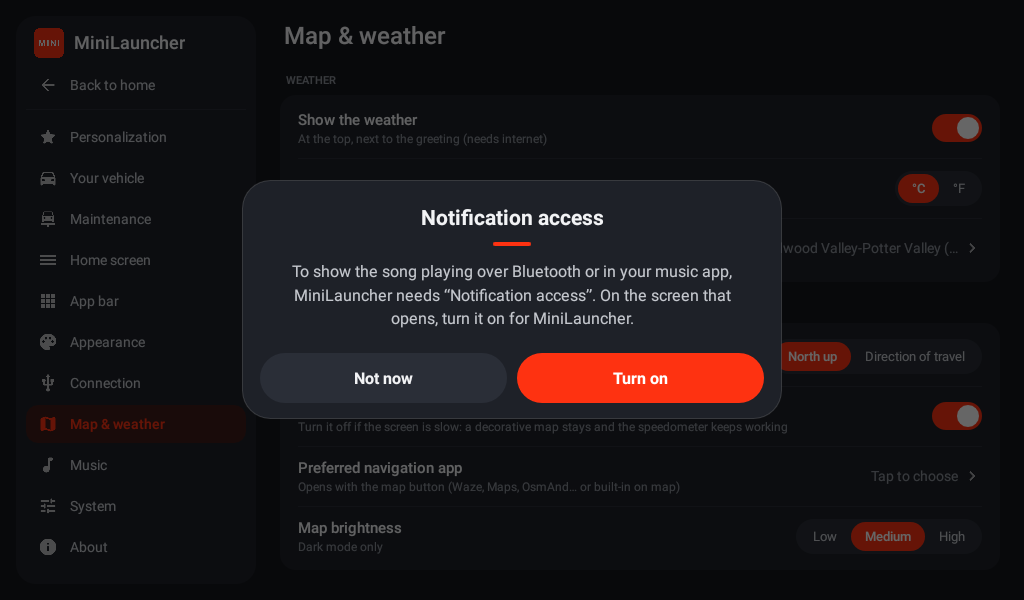 MINI MiniLauncher
Back to home
Personalization
Your vehicle
Maintenance
Home screen
App bar
Appearance
Connection
Map & weather
Music
System
About
Map & weather
WEATHER
Show the weather
At the top, next to the greeting (needs internet)
°C °F
Valley-Potter Valley (…
Notification access
To show the song playing over Bluetooth or in your music app,
MiniLauncher needs “Notification access”. On the screen that
opens, turn it on for MiniLauncher.
Not now Turn on
North up Direction of travel
Turn it off if the screen is slow: a decorative map stays and the speedometer keeps working
Preferred navigation app
Opens with the map button (Waze, Maps, OsmAnd… or built-in on map)
Tap to choose
Map brightness
Dark mode only
Low Medium High